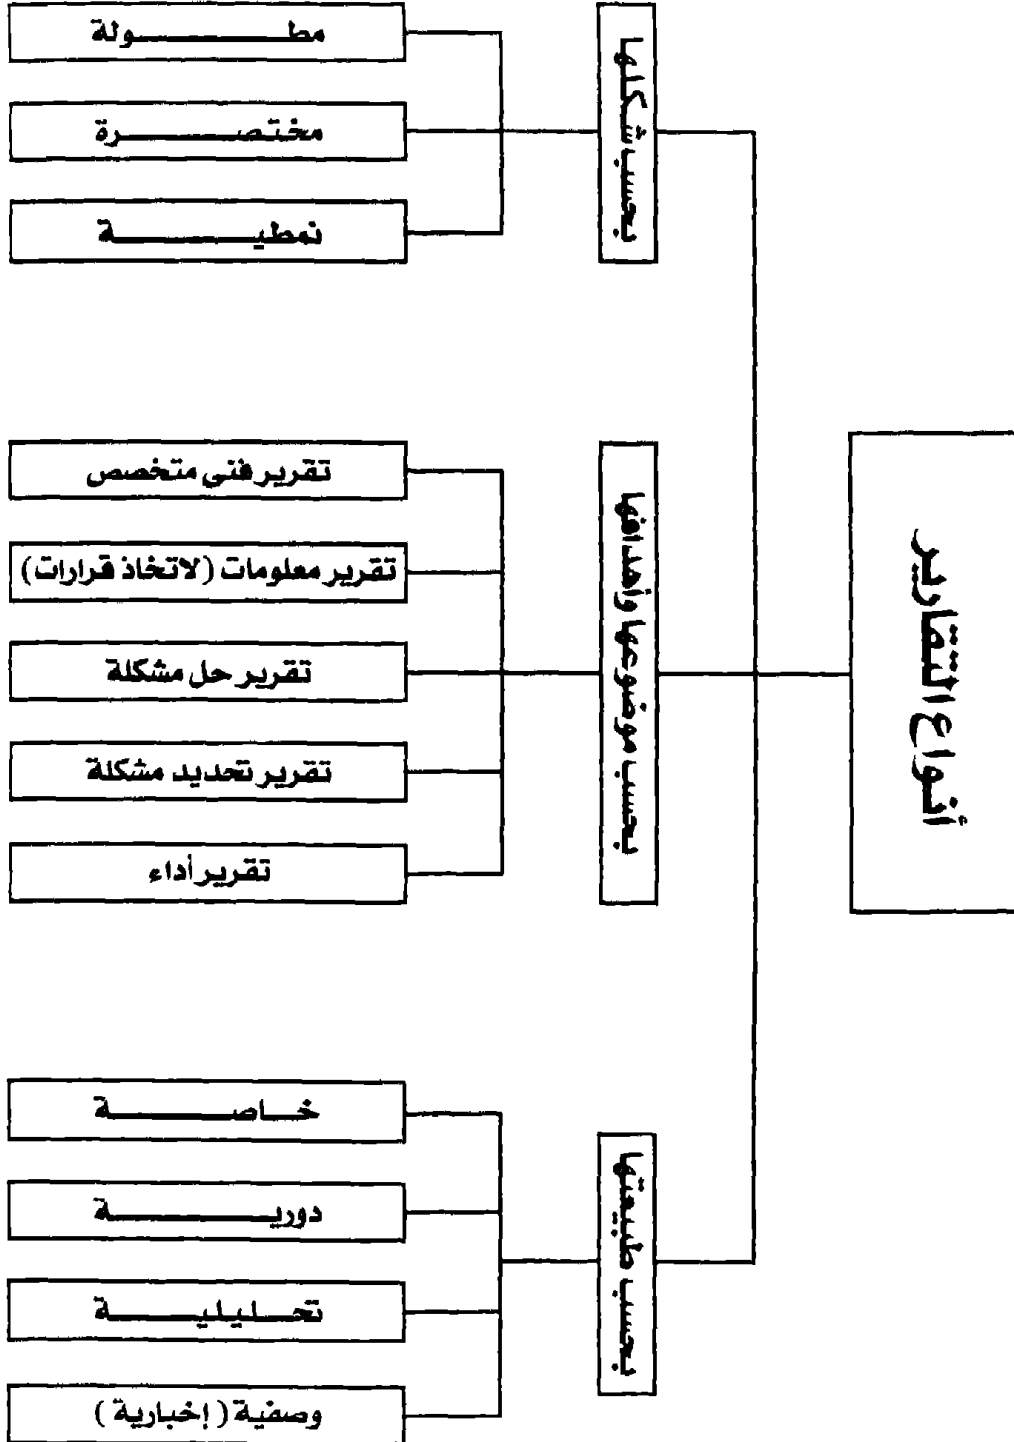 أنواع التقارير
بحسب شكلها
مطولة
مختصرة
نمطية
بحسب موضوعها وأهدافها
تقرير فني متخصص
تقرير معلومات (لاتخاذ قرارات)
تقرير حل مشكلة
تقرير تحديد مشكلة
تقرير أداء
بحسب طبيعتها
خاصة
دورية
تحليلية
وصفية (إخبارية)